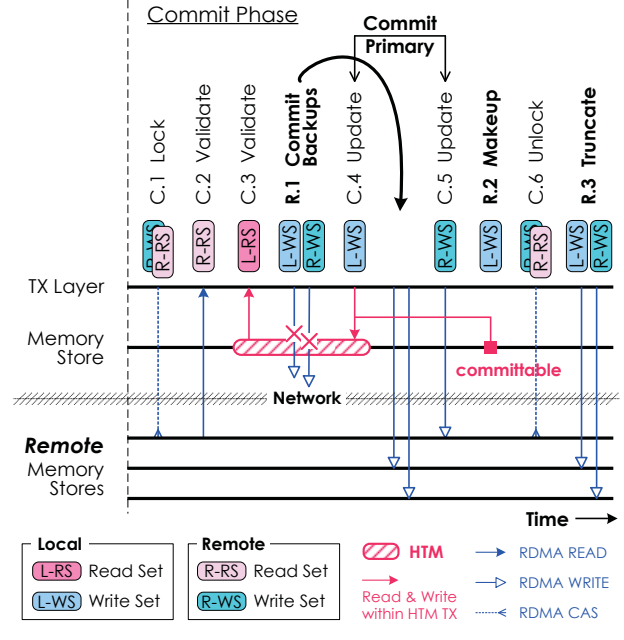 Commit Phase
Commit
Primary
C.1 Lock
C.2 Validate
C.3 Validate
R.1 Commit
Backups
C.4 Update
C.5 Update
R.2 Makeup
C.6 Unlock
R.3 Truncate
R-WS
R-RS
R-RS
L-RS
L-WS
R-WS
L-WS
R-WS
L-WS
R-WS
R-RS
L-WS
R-WS
TX Layer
Memory
Store
committable
Network
Remote
Memory
Stores
Time
Local
L-RS Read Set
L-WS Write Set
Remote
R-RS Read Set
R-WS Write Set
HTM
Read & Write
within HTM TX
RDMA READ
RDMA WRITE
RDMA CAS